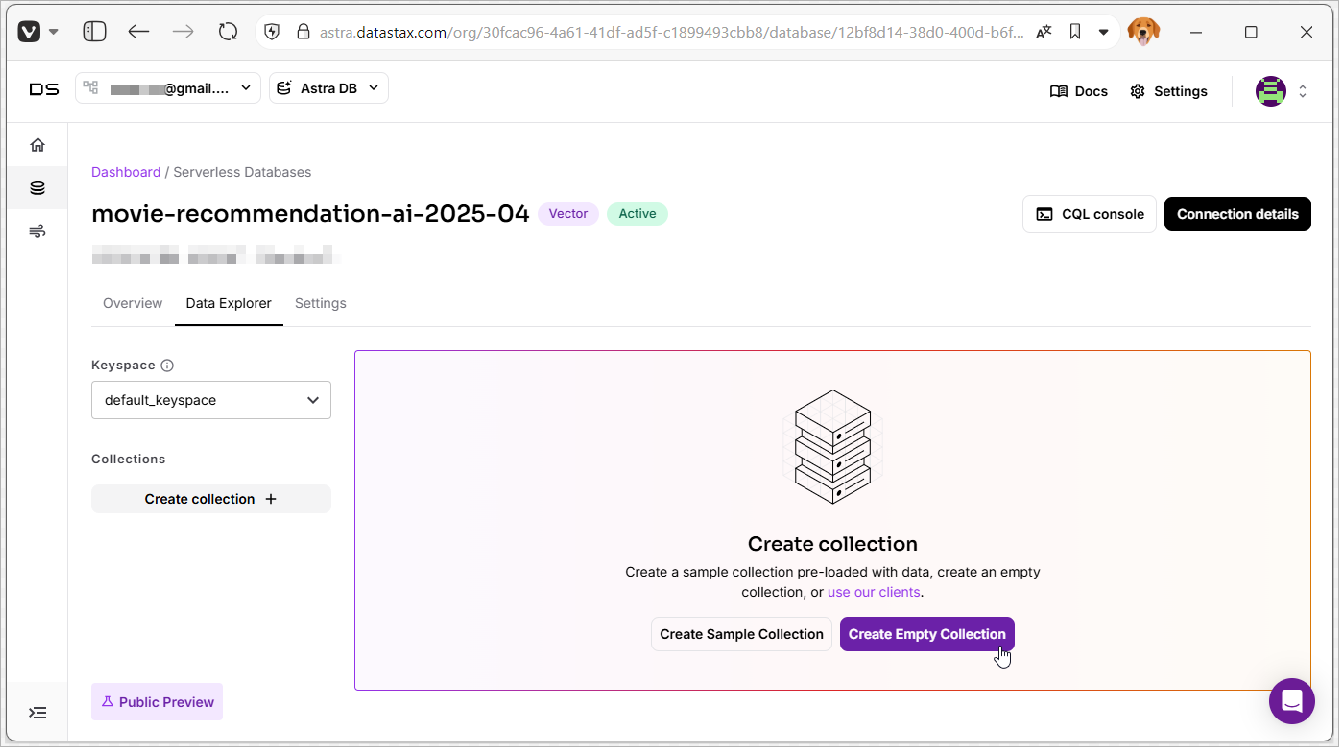 astra.datastax.com/org/30fcac96-4a61-41df-ad5f-c1899493cbb8/database/12bf8d14-38d0-400d-b6f...
DS @gmail.... Astra DB Docs Settings
Dashboard / Serverless Databases
movie-recommendation-ai-2025-04 Vector Active CQL console Connection details
Overview Data Explorer Settings
Keyspace
default_keyspace
Collections
Create collection +
Create collection
Create a sample collection pre-loaded with data, create an empty
collection, or use our clients.
Create Sample Collection Create Empty Collection
Public Preview